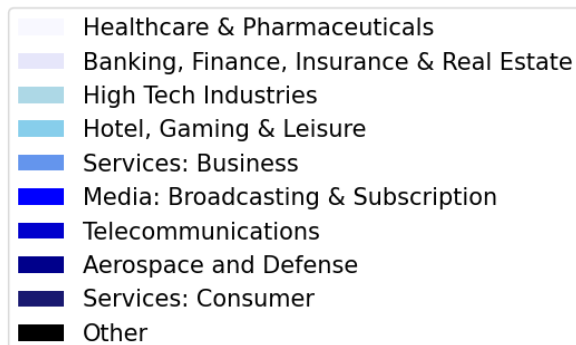 Healthcare & Pharmaceuticals
Banking, Finance, Insurance & Real Estate
High Tech Industries
Hotel, Gaming & Leisure
Services: Business
Media: Broadcasting & Subscription
Telecommunications
Aerospace and Defense
Services: Consumer
Other